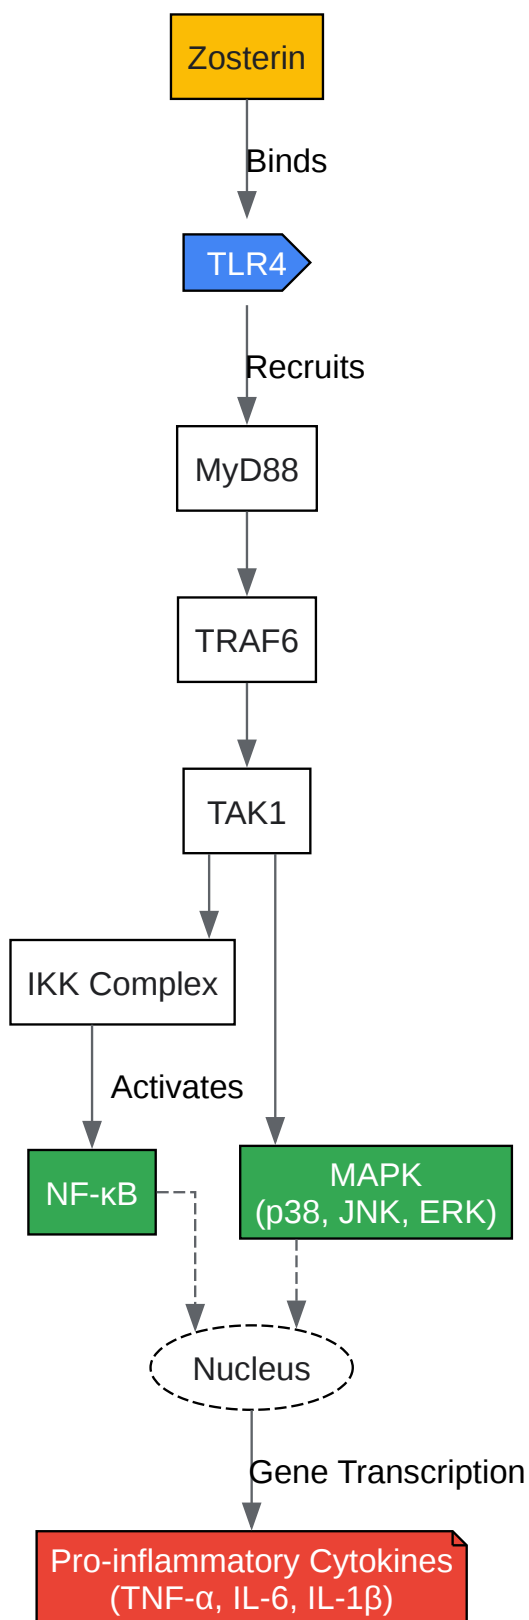 Zosterin
Binds
TLR4
Recruits
MyD88
TRAF6
TAK1
IKK Complex
Activates
NF-κB
MAPK
(p38, JNK, ERK)
Nucleus
Gene Transcription
Pro-inflammatory Cytokines
(TNF-α, IL-6, IL-1β)